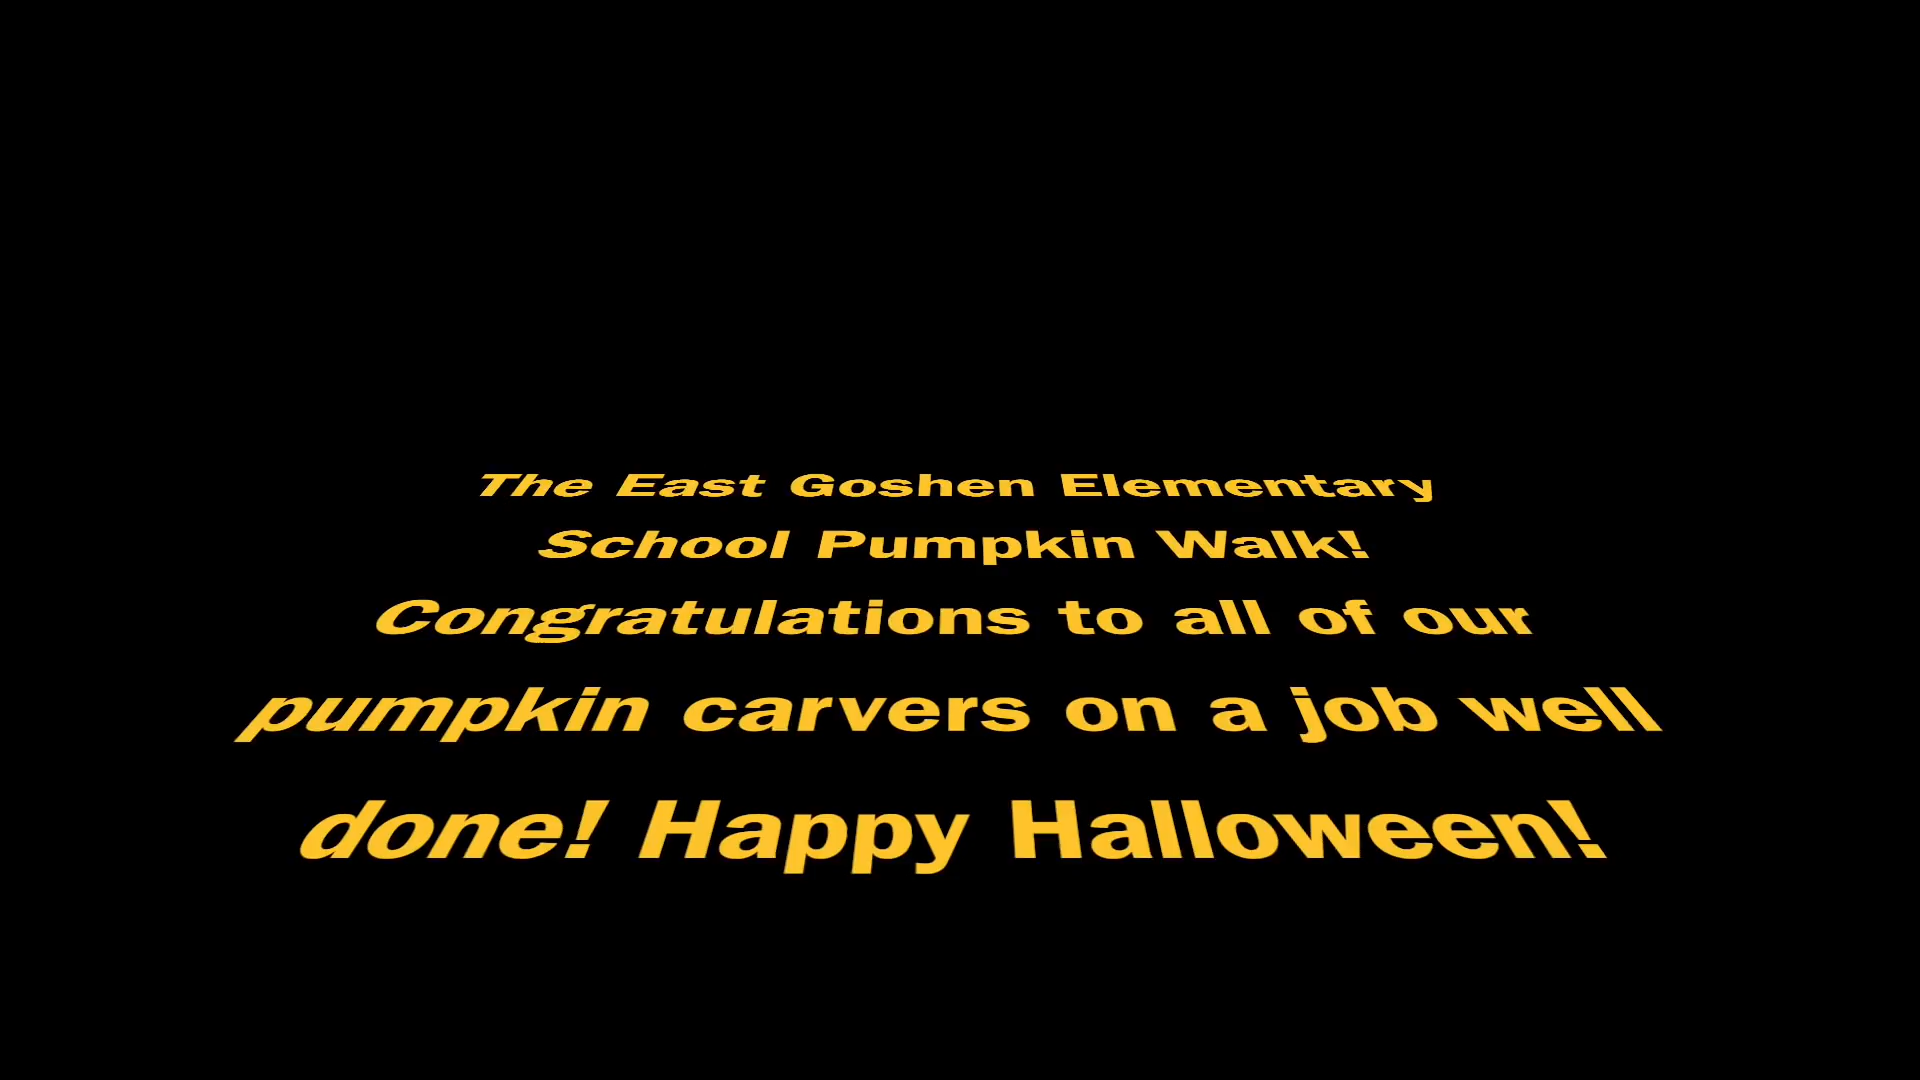 The East Goshen Elementary
School Pumpkin Walk!
Congratulations to all of our
pumpkin carvers on a job well
done! Happy Halloween!